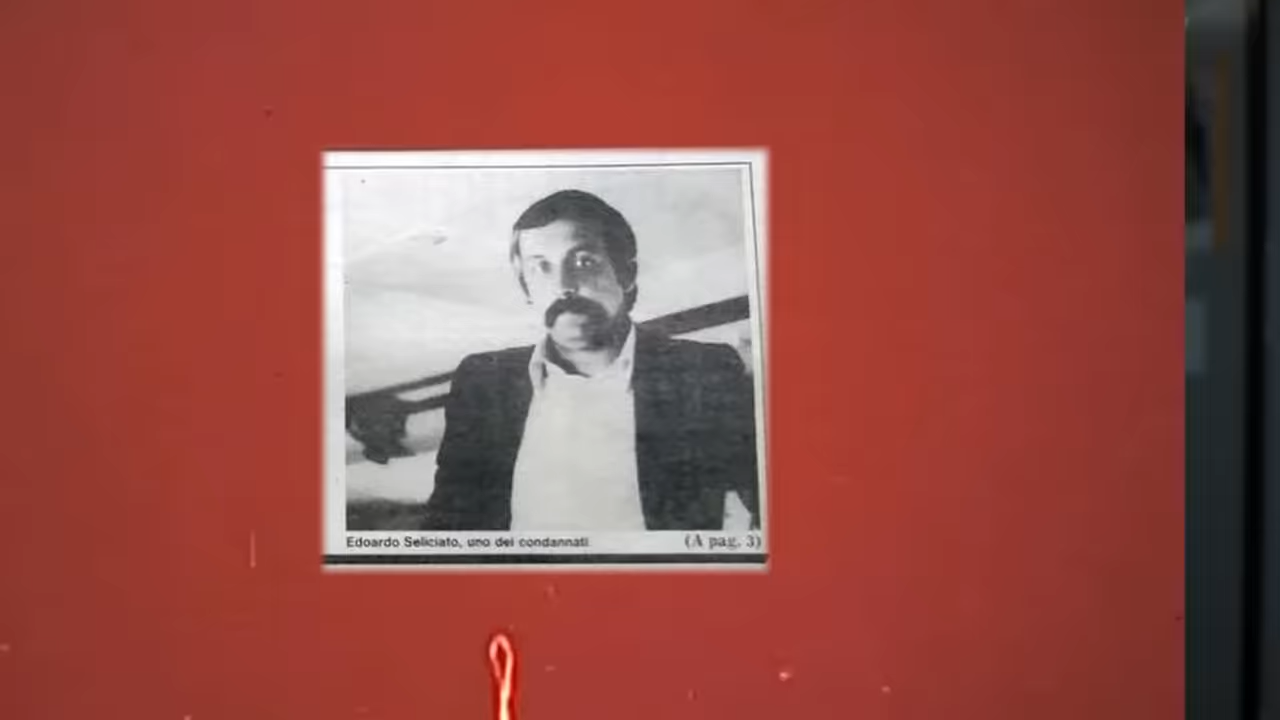 Edoardo Seliciato, uno dei condannati
(A pag. 3)